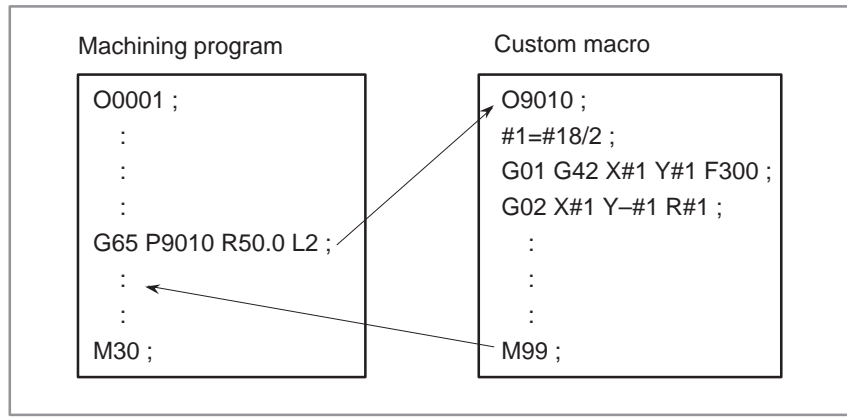 Machining program
O0001 ;
:
:
:
G65 P9010 R50.0 L2 ;
:
:
M30 ;
Custom macro
O9010 ;
#1=#18/2 ;
G01 G42 X#1 Y#1 F300 ;
G02 X#1 Y–#1 R#1 ;
:
:
:
M99 ;